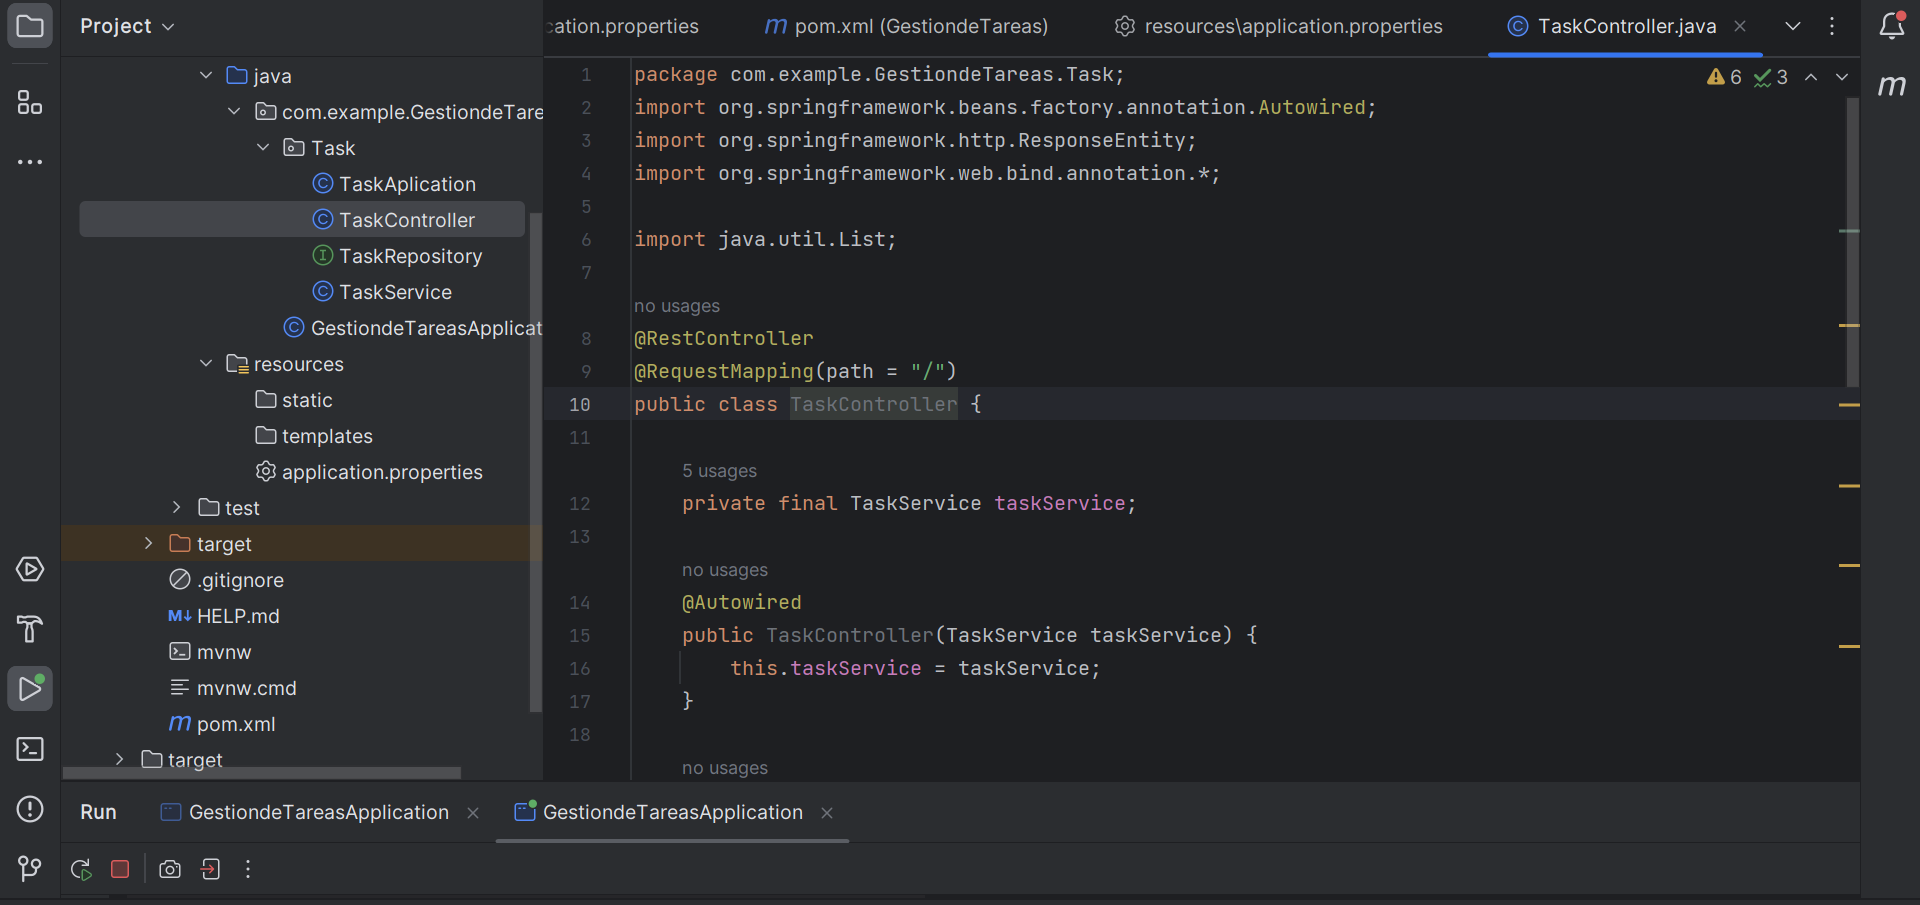 Project
java
com.example.GestiondeTare
Task
TaskAplication
TaskController
TaskRepository
TaskService
GestiondeTareasApplicat
resources
static
templates
application.properties
test
target
.gitignore
M↓ HELP.md
mvnw
mvnw.cmd
m pom.xml
target
cation.properties
m pom.xml (GestiondeTareas)
resources\application.properties
TaskController.java
6 3
m
1 package com.example.GestiondeTareas.Task;
2 import org.springframework.beans.factory.annotation.Autowired;
3 import org.springframework.http.ResponseEntity;
4 import org.springframework.web.bind.annotation.*;
5
6 import java.util.List;
7
no usages
8 @RestController
9 @RequestMapping(path = "/")
10 public class TaskController {
11
5 usages
12 private final TaskService taskService;
13
no usages
14 @Autowired
15 public TaskController(TaskService taskService) {
16 this.taskService = taskService;
17 }
18
no usages
Run GestiondeTareasApplication GestiondeTareasApplication